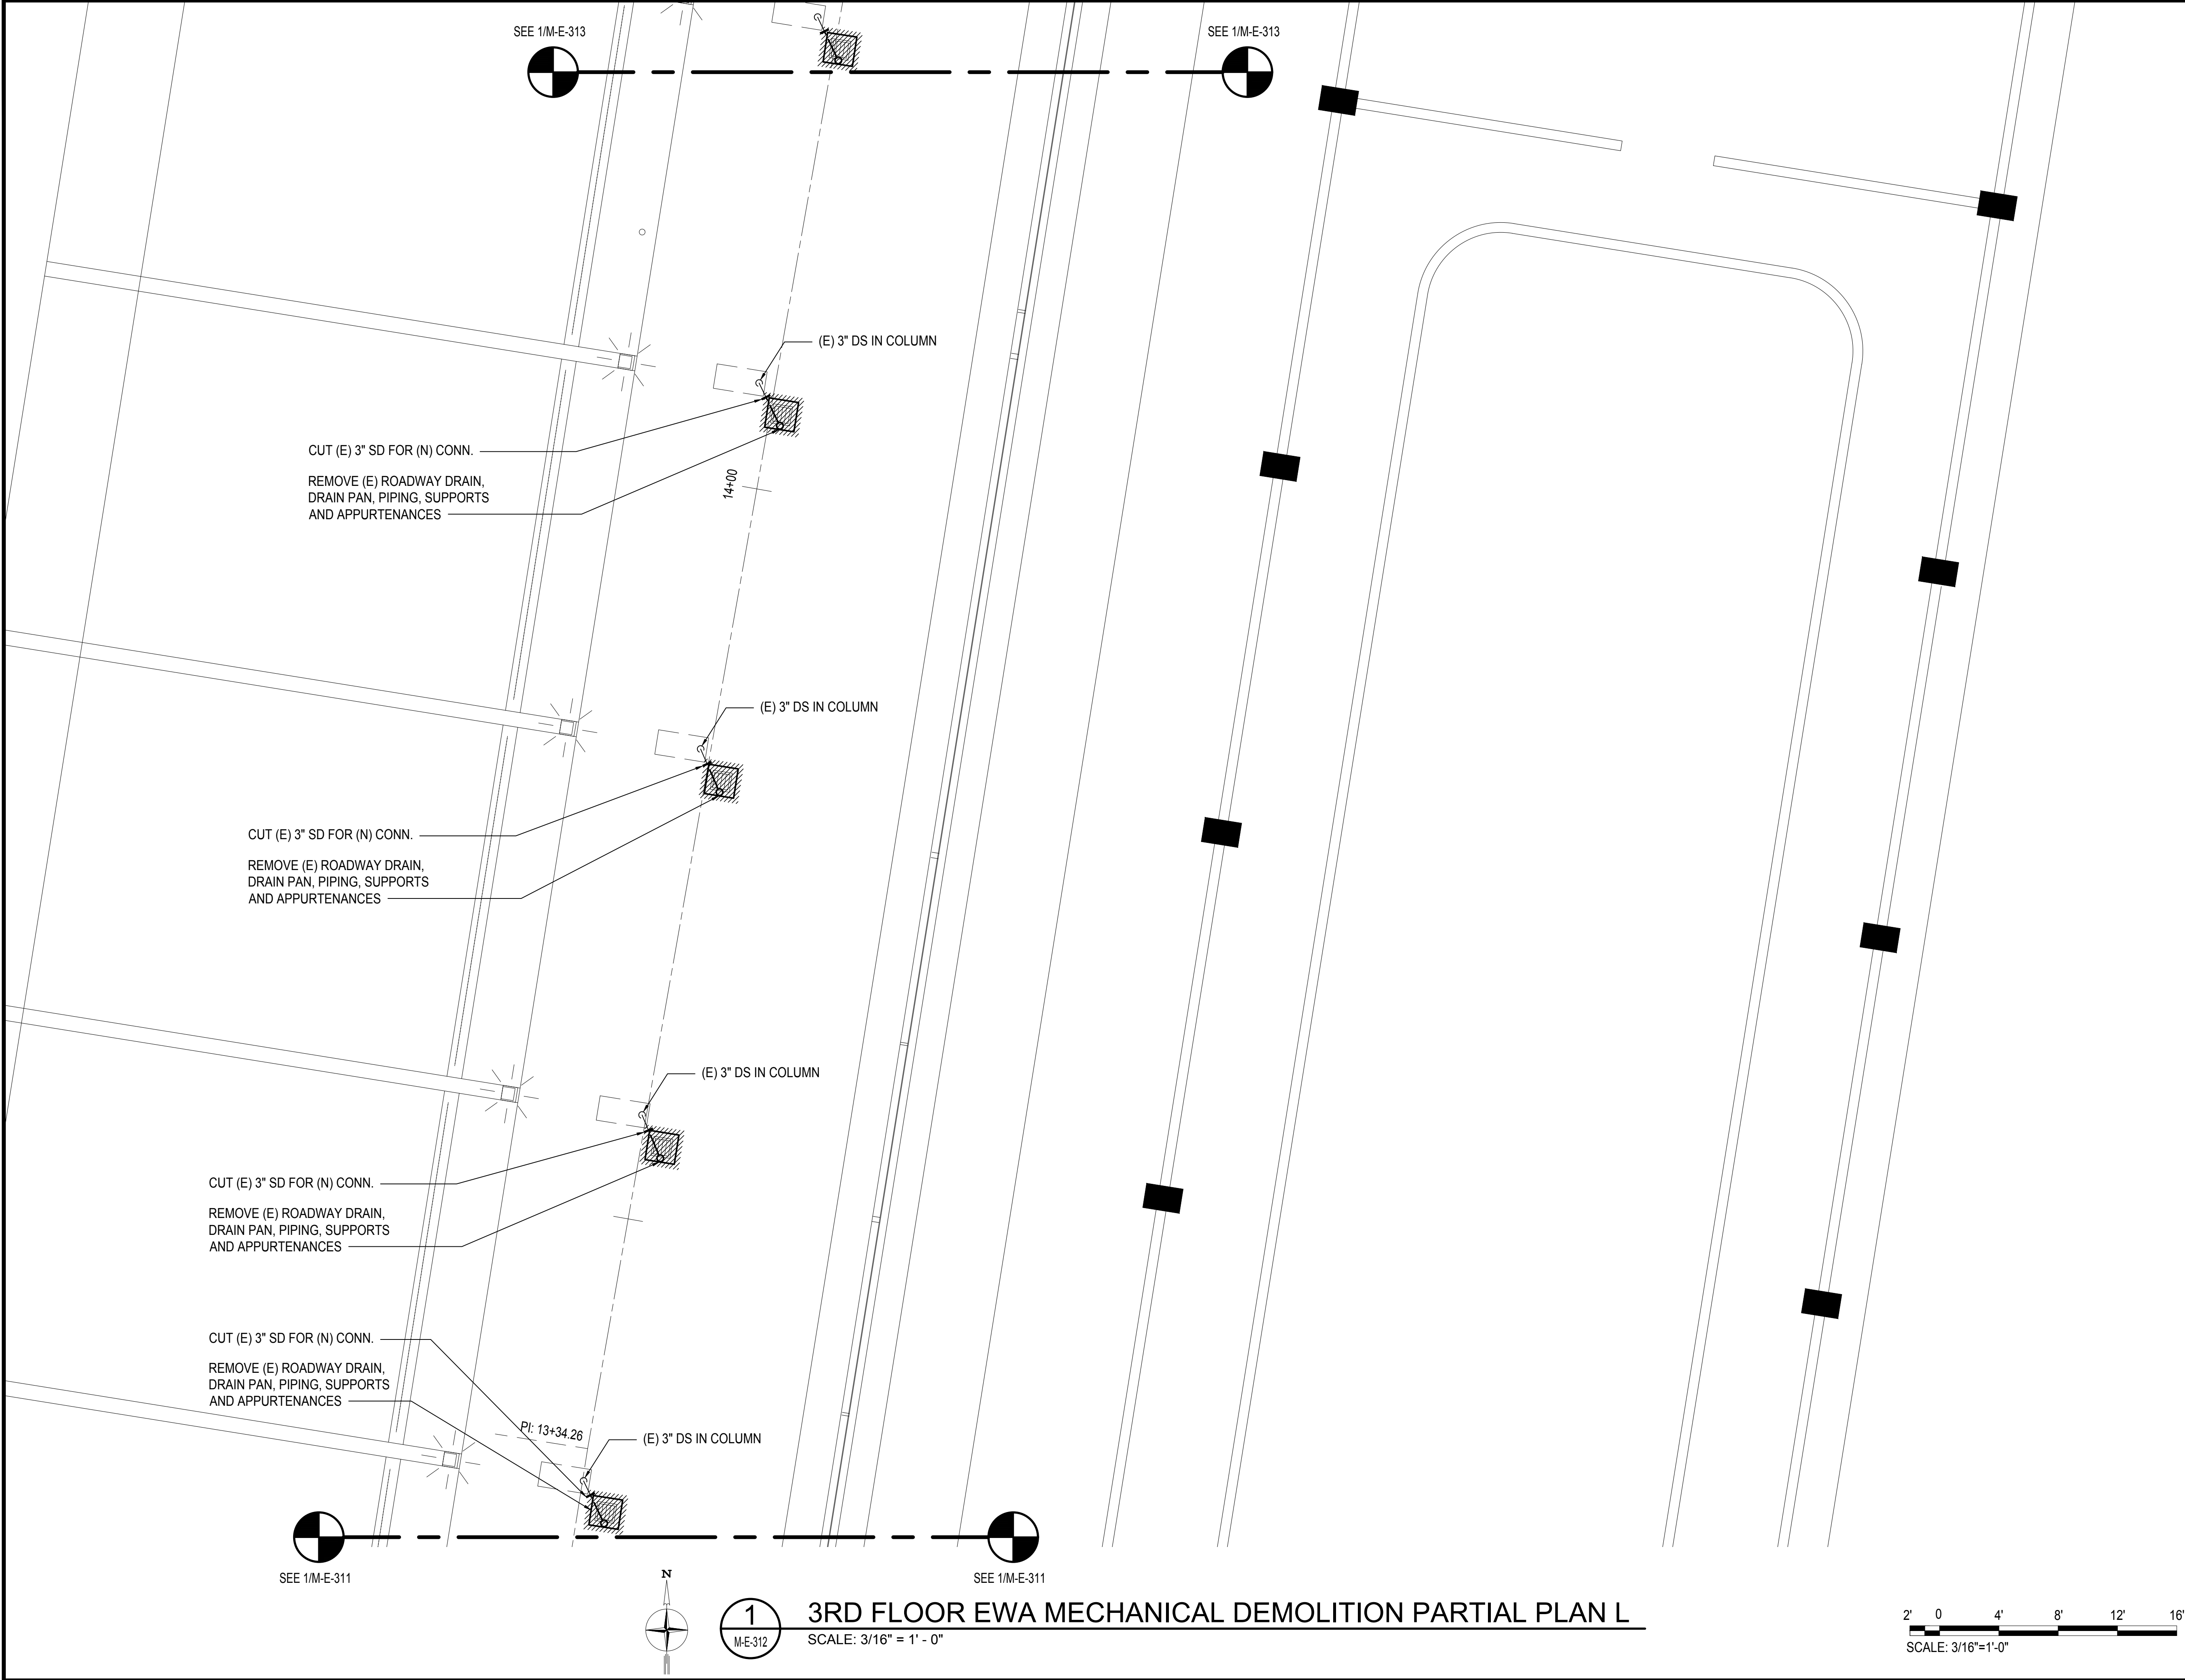 SEE 1/M-E-313
SEE 1/M-E-313
(E) 3" DS IN COLUMN
CUT (E) 3" SD FOR (N) CONN.
REMOVE (E) ROADWAY DRAIN,
DRAIN PAN, PIPING, SUPPORTS
AND APPURTENANCES
14+00
(E) 3" DS IN COLUMN
CUT (E) 3" SD FOR (N) CONN.
REMOVE (E) ROADWAY DRAIN,
DRAIN PAN, PIPING, SUPPORTS
AND APPURTENANCES
(E) 3" DS IN COLUMN
CUT (E) 3" SD FOR (N) CONN.
REMOVE (E) ROADWAY DRAIN,
DRAIN PAN, PIPING, SUPPORTS
AND APPURTENANCES
CUT (E) 3" SD FOR (N) CONN.
REMOVE (E) ROADWAY DRAIN,
DRAIN PAN, PIPING, SUPPORTS
AND APPURTENANCES
PI: 13+34.26
(E) 3" DS IN COLUMN
SEE 1/M-E-311
SEE 1/M-E-311
N
1
M-E-312
3RD FLOOR EWA MECHANICAL DEMOLITION PARTIAL PLAN L
SCALE: 3/16" = 1' - 0"
2' 0 4' 8' 12' 16'
SCALE: 3/16"=1'-0"